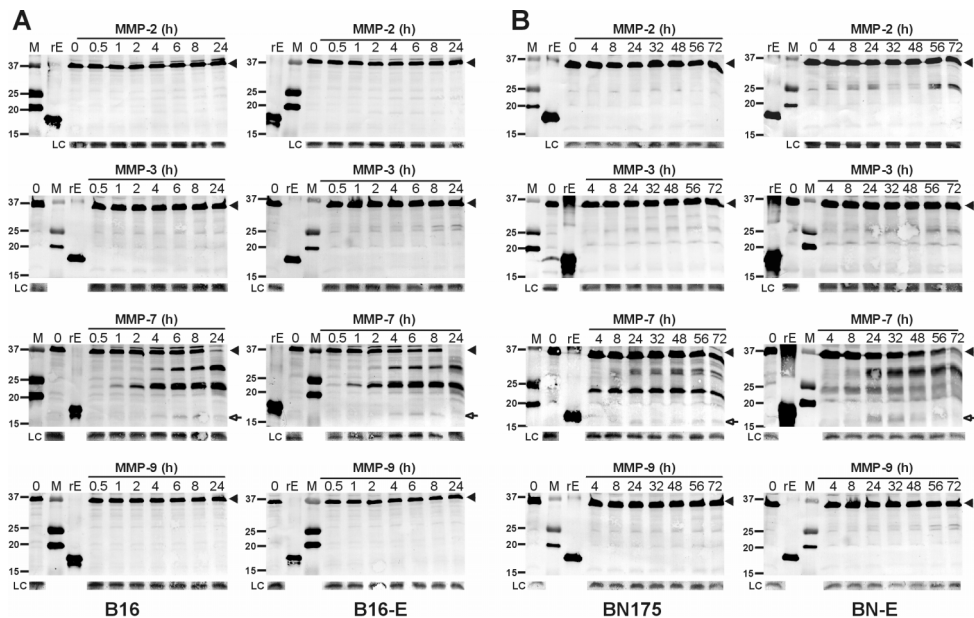 A
B
MMP-2 (h)
M rE 0 0.5 1 2 4 6 8 24
37
25
20
15
LC
MMP-2 (h)
rE M 0 0.5 1 2 4 6 8 24
37
25
20
15
LC
MMP-2 (h)
M rE 0 4 8 24 32 48 56 72
37
25
20
15
LC
MMP-2 (h)
rE M 0 4 8 24 32 48 56 72
37
25
20
15
LC
MMP-3 (h)
0 M rE 0.5 1 2 4 6 8 24
37
25
20
15
LC
MMP-3 (h)
0 rE M 0.5 1 2 4 6 8 24
37
25
20
15
LC
MMP-3 (h)
M 0 rE 4 8 24 32 48 56 72
37
25
20
15
LC
MMP-3 (h)
rE 0 M 4 8 24 32 48 56 72
37
25
20
15
LC
MMP-7 (h)
M 0 rE 0.5 1 2 4 6 8 24
37
25
20
15
LC
MMP-7 (h)
rE 0 M 0.5 1 2 4 6 8 24
37
25
20
15
LC
MMP-7 (h)
M 0 rE 4 8 24 32 48 56 72
37
25
20
15
LC
MMP-7 (h)
0 rE M 4 8 24 32 48 56 72
37
25
20
15
LC
MMP-9 (h)
0 M rE 0.5 1 2 4 6 8 24
37
25
20
15
LC
MMP-9 (h)
0 rE M 0.5 1 2 4 6 8 24
37
25
20
15
LC
MMP-9 (h)
0 M rE 4 8 24 32 48 56 72
37
25
20
15
LC
MMP-9 (h)
0 rE M 4 8 24 32 48 56 72
37
25
20
15
LC
B16
B16-E
BN175
BN-E